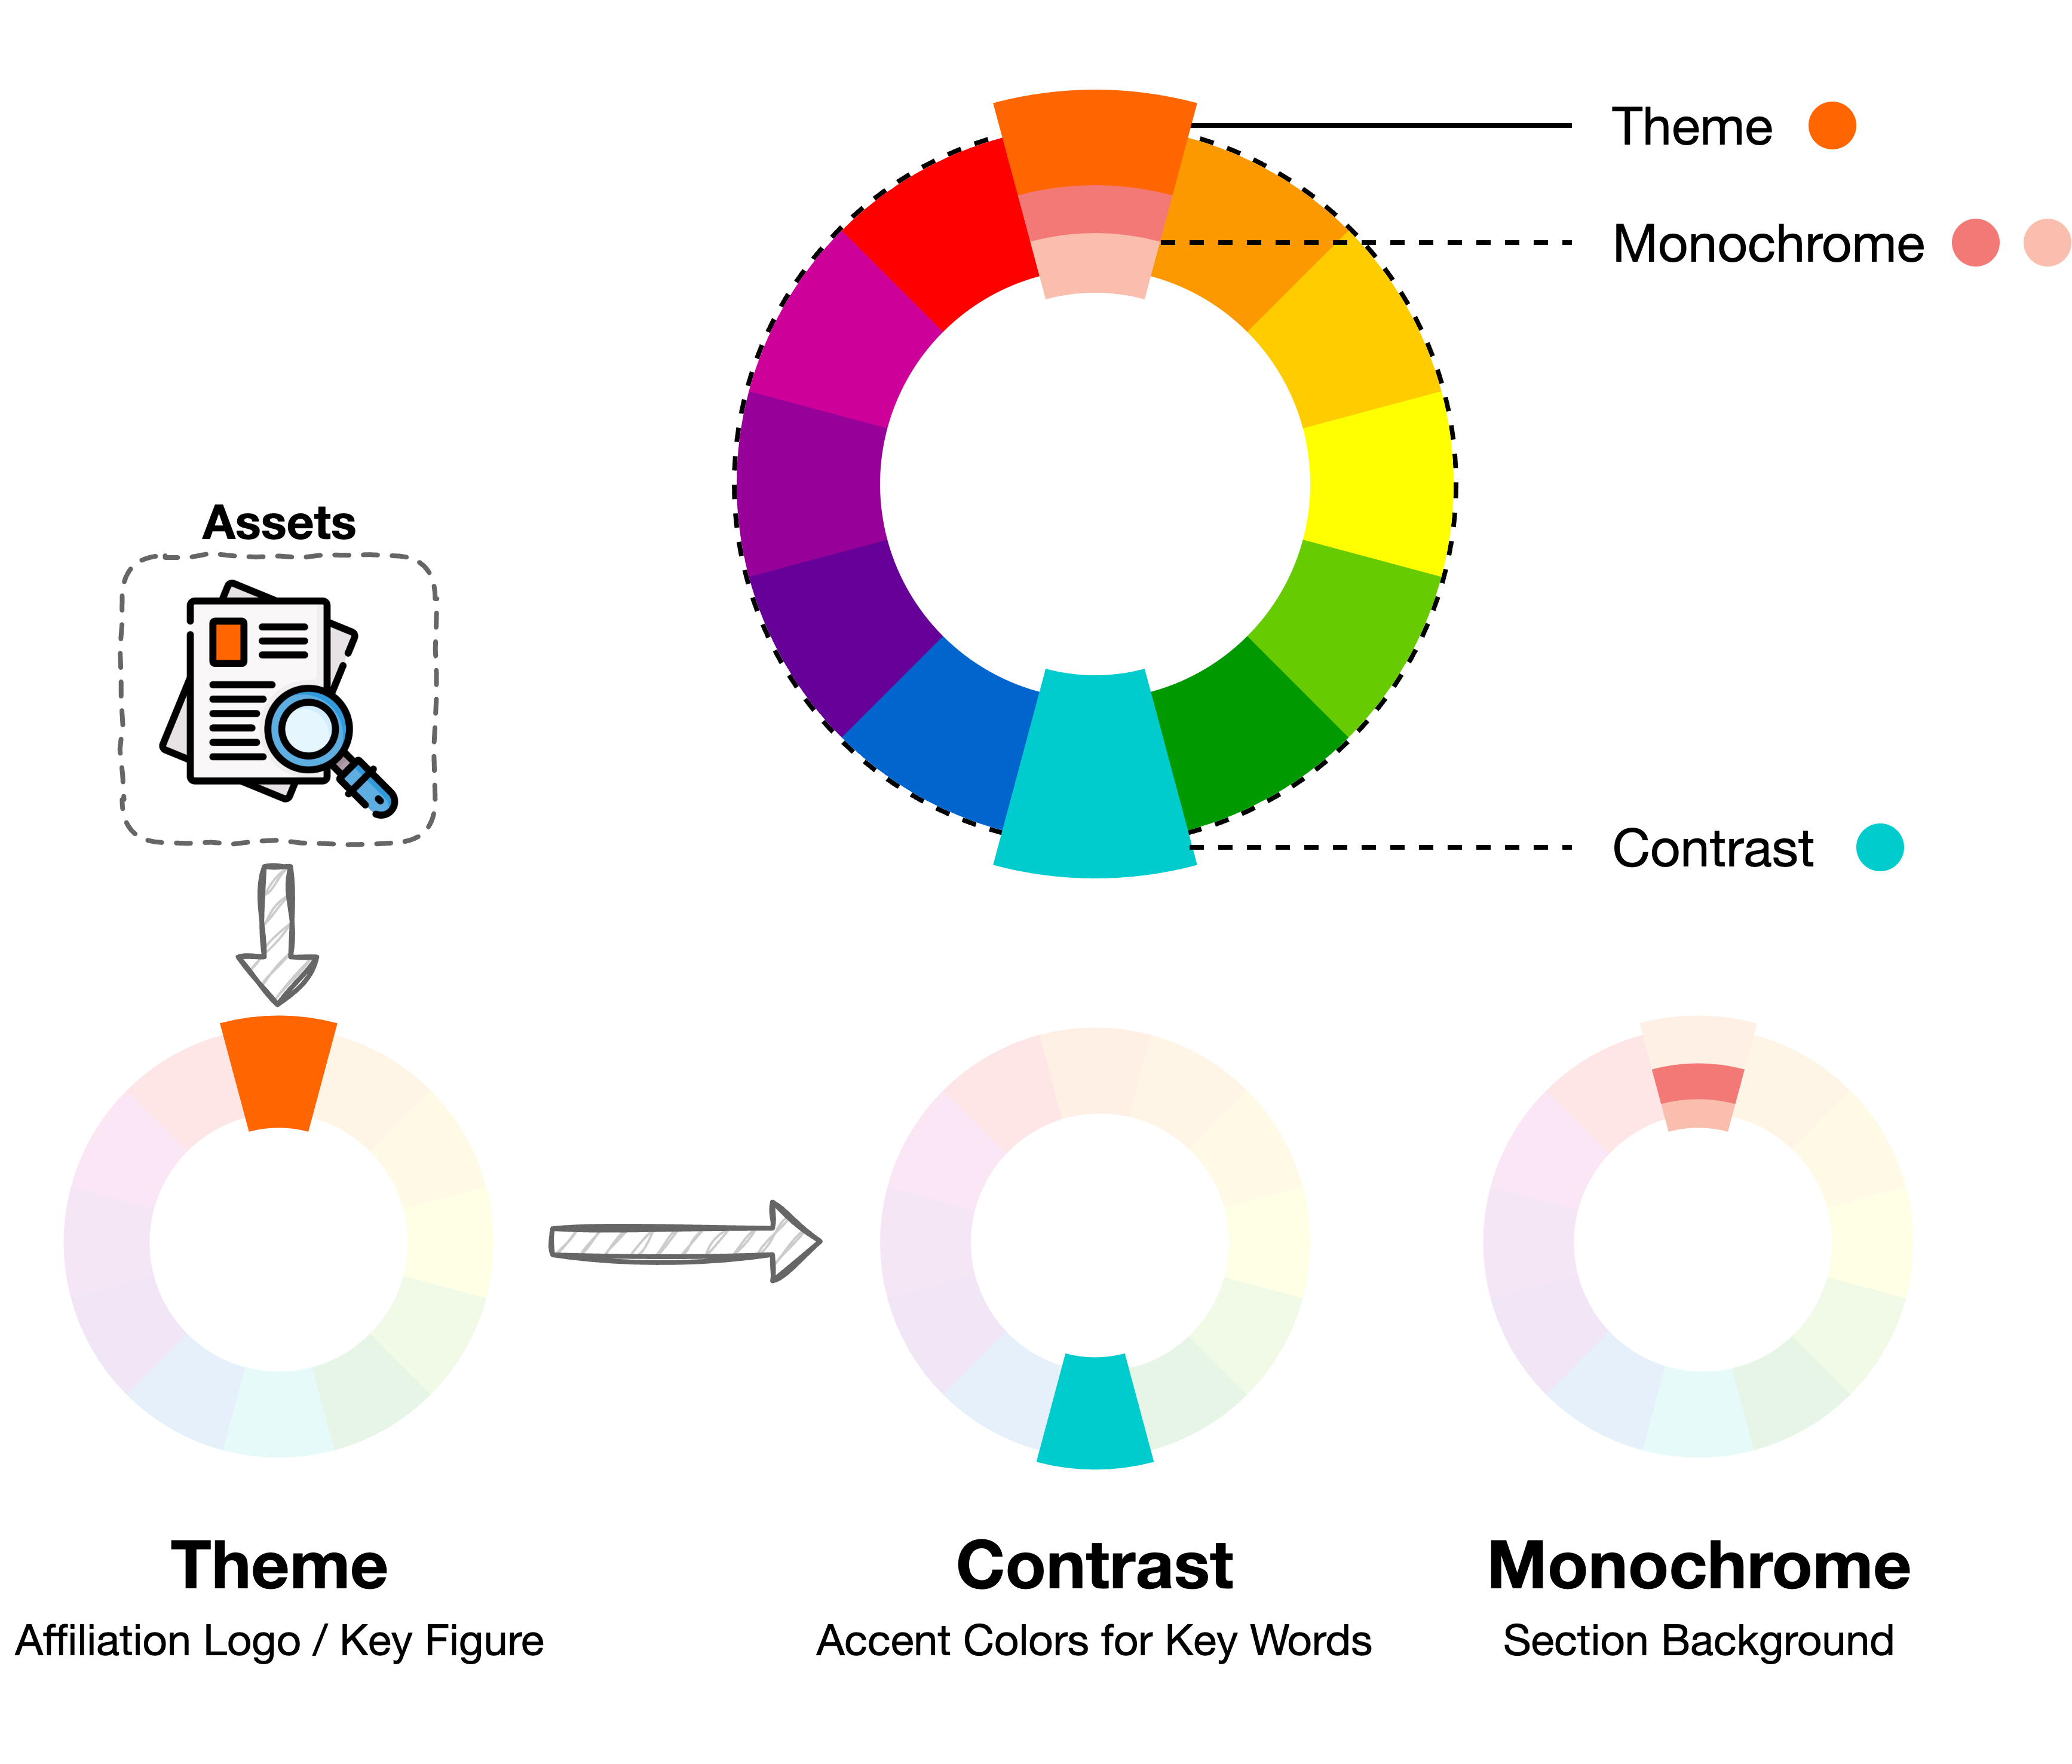 Theme
Monochrome
Assets
Contrast
Theme
Affiliation Logo / Key Figure
Contrast
Accent Colors for Key Words
Monochrome
Section Background